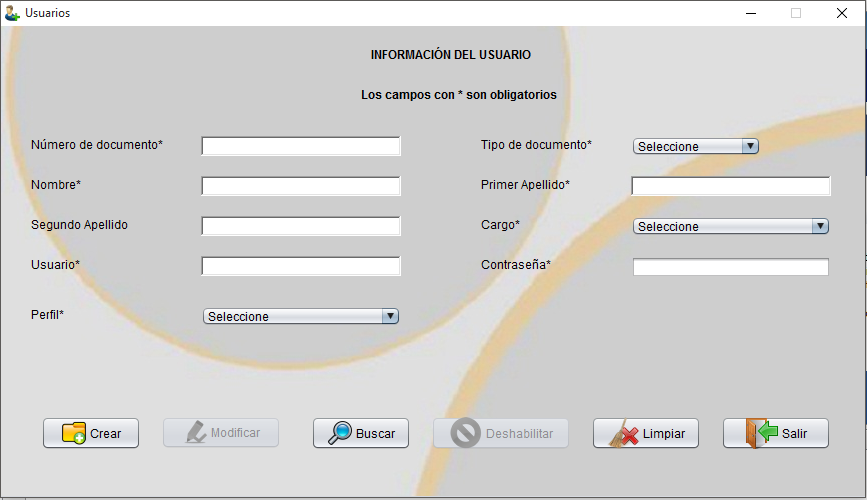 Usuarios
INFORMACIÓN DEL USUARIO
Los campos con * son obligatorios
Número de documento*
Tipo de documento* Seleccione
Nombre*
Primer Apellido*
Segundo Apellido
Cargo* Seleccione
Usuario*
Contraseña*
Perfil* Seleccione
Crear Modificar Buscar Deshabilitar Limpiar Salir